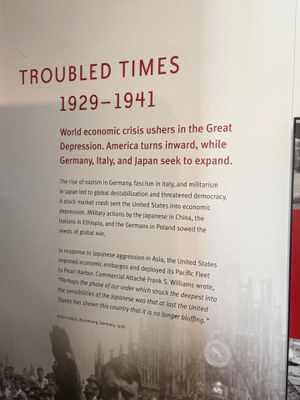 TROUBLED TIMES
1929–1941
World economic crisis ushers in the Great
Depression. America turns inward, while
Germany, Italy, and Japan seek to expand.
The rise of nazism in Germany, fascism in Italy, and militarism
in Japan led to global destabilization and threatened democracy.
A stock market crash sent the United States into economic
depression. Military actions by the Japanese in China, the
Italians in Ethiopia, and the Germans in Poland sowed the
seeds of global war.
In response to Japanese aggression in Asia, the United States
imposed economic embargos and deployed its Pacific Fleet
to Pearl Harbor. Commercial Attaché Frank S. Williams wrote,
"Perhaps the phase of our order which struck the deepest into
the sensibilities of the Japanese was that at last the United
States has shown this country that it is no longer bluffing."
Nuremberg, Germany,